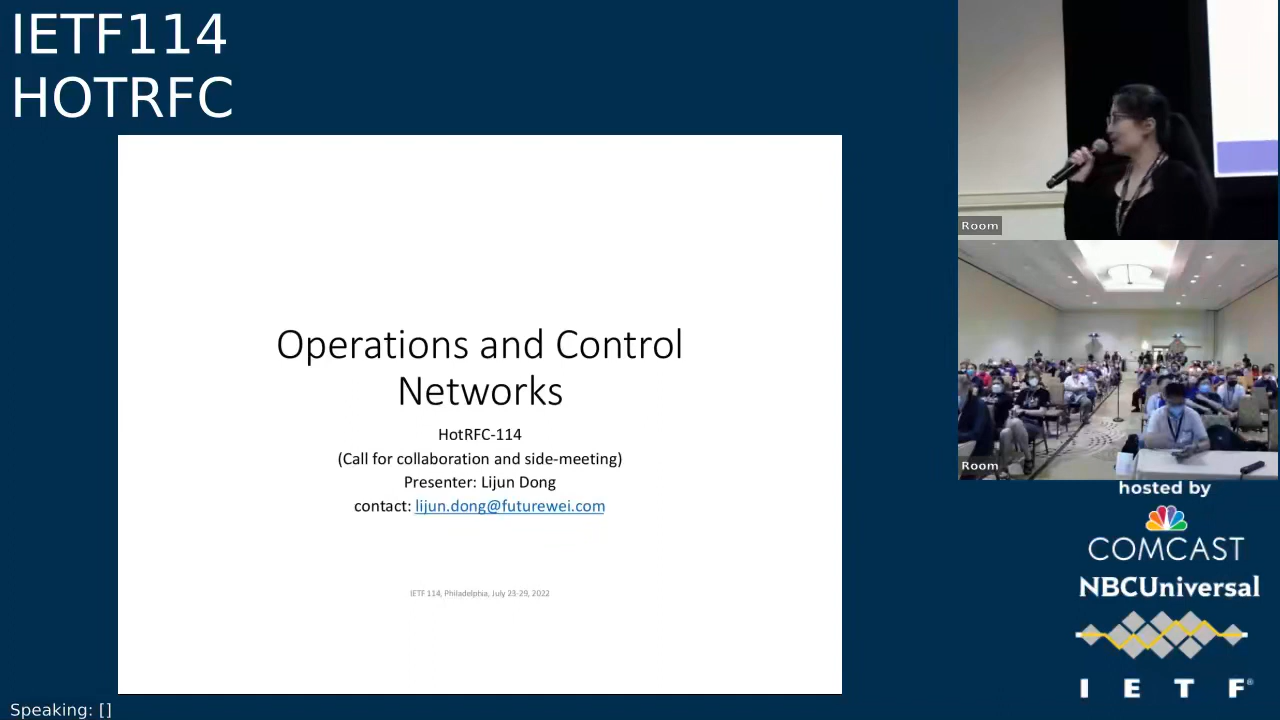 IETF114
HOTRFC
Operations and Control
Networks
HotRFC-114
(Call for collaboration and side-meeting)
Presenter: Lijun Dong
contact: lijun.dong@futurewei.com
IETF 114, Philadelphia, July 23-29, 2022
Room
Room
hosted by
COMCAST
NBCUniversal
I E T F®
Speaking: []